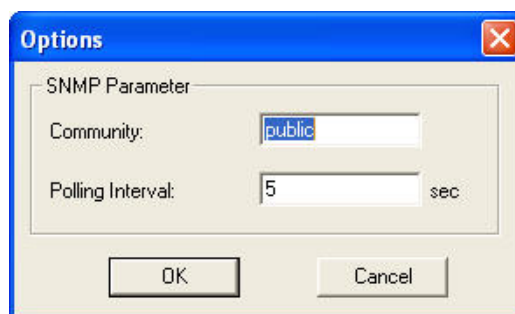 Options
SNMP Parameter
Community: public
Polling Interval: 5 sec
OK Cancel